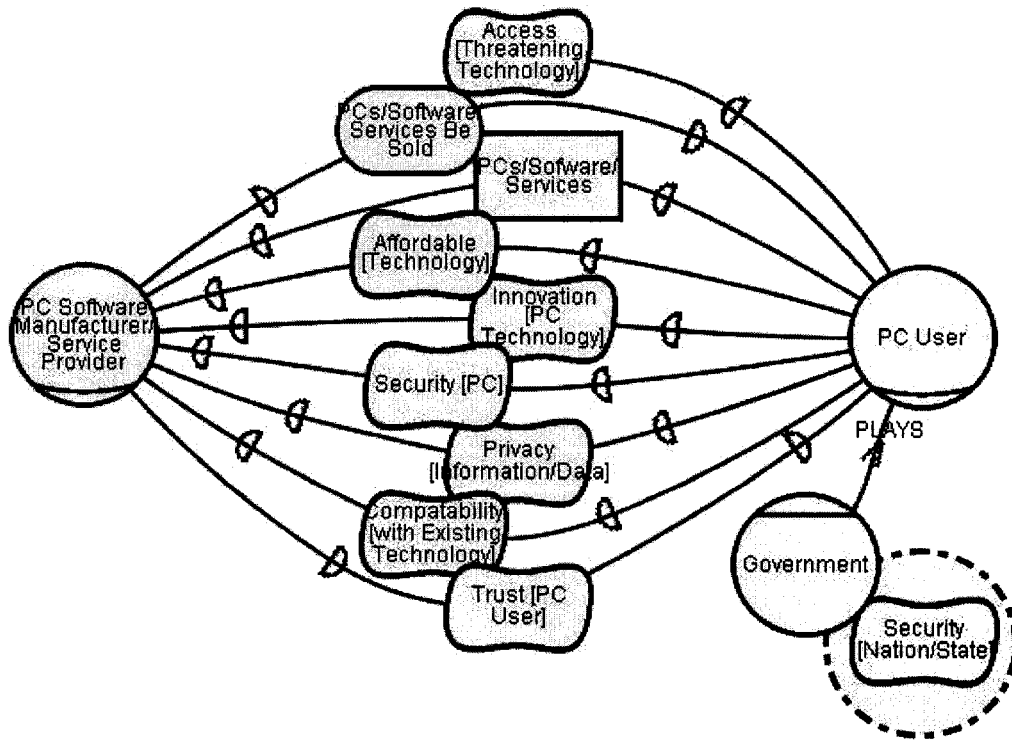 Access
[Threatening
Technology]
PCs/Software
Services Be
Sold
PCs/Sofware/
Services
Affordable
[Technology]
Innovation
[PC
Technology]
PC Software
Manufacturer/
Service
Provider
PC User
Security [PC]
Privacy
[Information/Data]
PLAYS
Compatability
[with Existing
Technology]
Government
Trust [PC
User]
Security
[Nation/State]